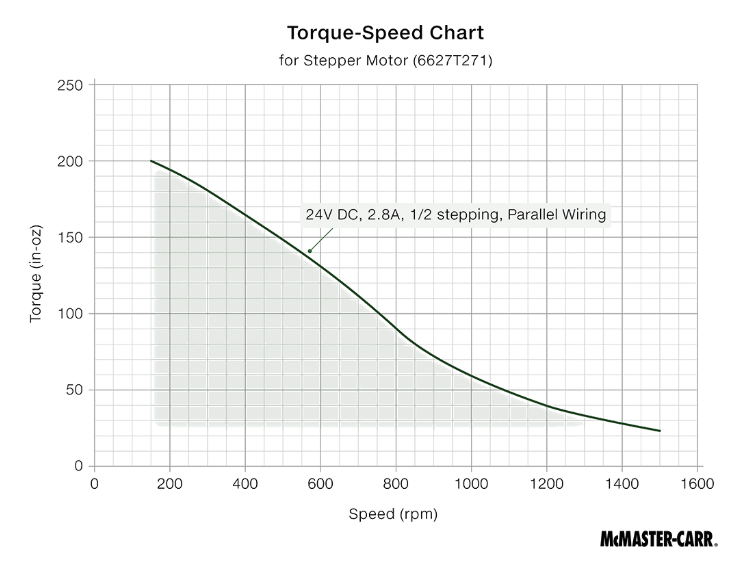 Torque-Speed Chart
for Stepper Motor (6627T271)
250
200
150
100
50
0
Torque (in-oz)
24V DC, 2.8A, 1/2 stepping, Parallel Wiring
0 200 400 600 800 1000 1200 1400 1600
Speed (rpm)
McMASTER-CARR®